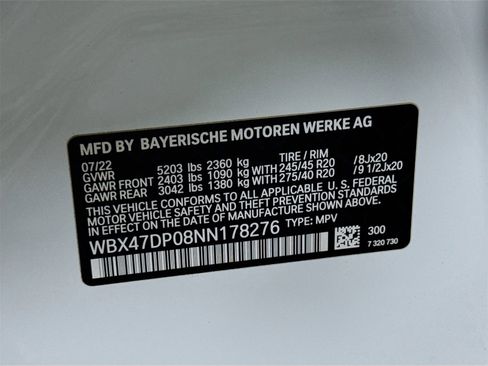 MFD BY BAYERISCHE MOTOREN WERKE AG
07/22 TIRE / RIM
GVWR 5203 lbs 2360 kg
GAWR FRONT 2403 lbs 1090 kg WITH 245/45 R20 /8Jx20
GAWR REAR 3042 lbs 1380 kg WITH 275/40 R20 /9 1/2Jx20
THIS VEHICLE CONFORMS TO ALL APPLICABLE U. S. FEDERAL
MOTOR VEHICLE SAFETY, BUMPER, AND THEFT PREVENTION
STANDARDS IN EFFECT ON THE DATE OF MANUFACTURE SHOWN ABOVE.
WBX47DP08NN178276 TYPE: MPV
300
7 320 730